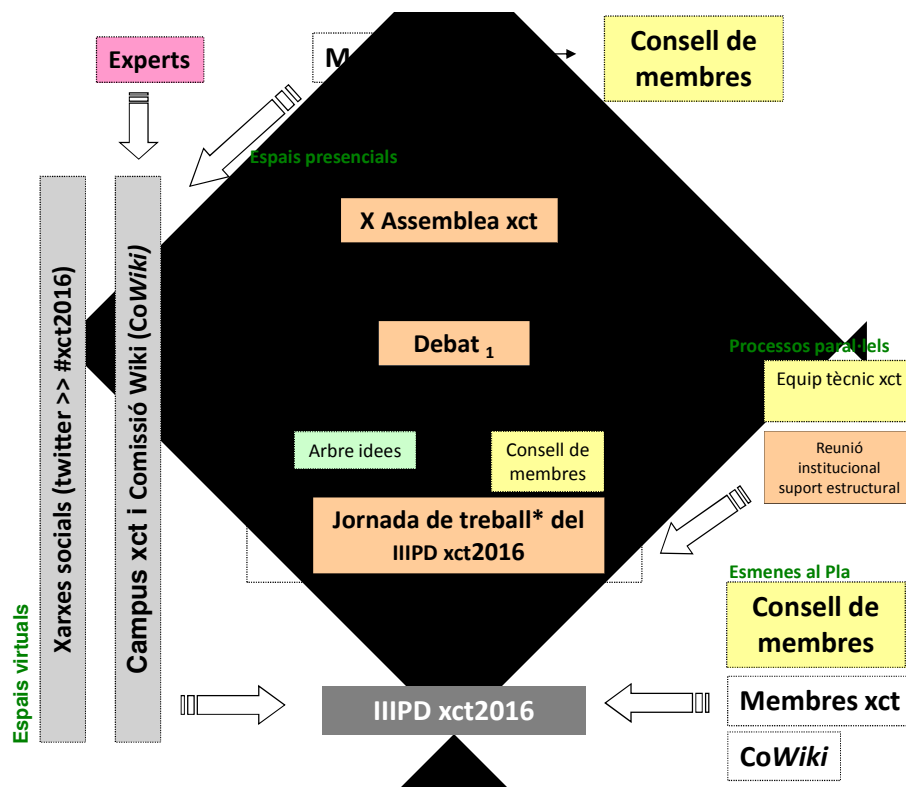 Experts
Consell de
membres
Espais presencials
X Assemblea xct
Debat 1
Processos paral·lels
Equip tècnic xct
Arbre idees
Consell de
membres
Reunió
institucional
suport estructural
Jornada de treball* del
IIIPD xct2016
Esmenes al Pla
Consell de
membres
Membres xct
CoWiki
IIIPD xct2016
Espais virtuals
Xarxes socials (twitter >> #xct2016)
Campus xct i Comissió Wiki (CoWiki)